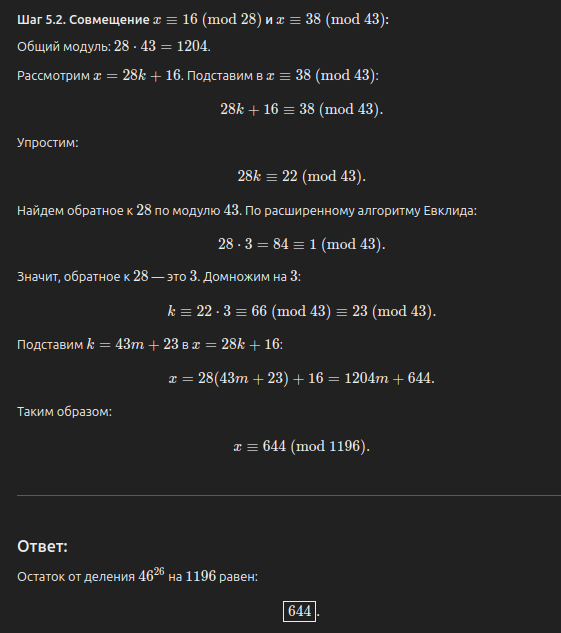 Шаг 5.2. Совмещение x ≡ 16 (mod 28) и x ≡ 38 (mod 43):
Общий модуль: 28 · 43 = 1204.
Рассмотрим x = 28k + 16. Подставим в x ≡ 38 (mod 43):
28k + 16 ≡ 38 (mod 43).
Упростим:
28k ≡ 22 (mod 43).
Найдем обратное к 28 по модулю 43. По расширенному алгоритму Евклида:
28 · 3 = 84 ≡ 1 (mod 43).
Значит, обратное к 28 — это 3. Домножим на 3:
k ≡ 22 · 3 ≡ 66 (mod 43) ≡ 23 (mod 43).
Подставим k = 43m + 23 в x = 28k + 16:
x = 28(43m + 23) + 16 = 1204m + 644.
Таким образом:
x ≡ 644 (mod 1196).
Ответ:
Остаток от деления 46²⁶ на 1196 равен:
644.